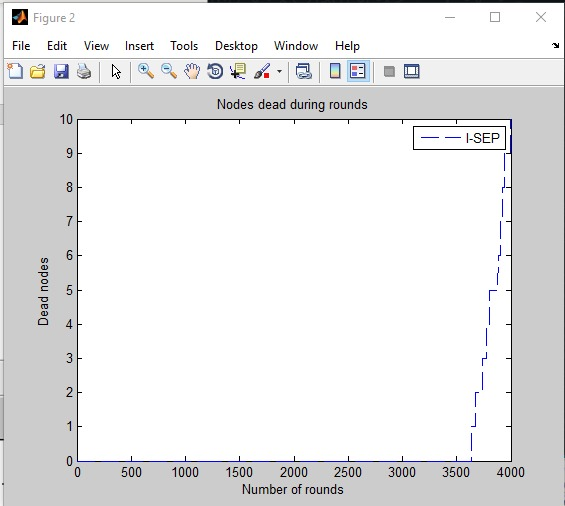 Figure 2
File Edit View Insert Tools Desktop Window Help
Nodes dead during rounds
I-SEP
10
9
8
7
6
5
4
3
2
1
0
Dead nodes
0 500 1000 1500 2000 2500 3000 3500 4000
Number of rounds